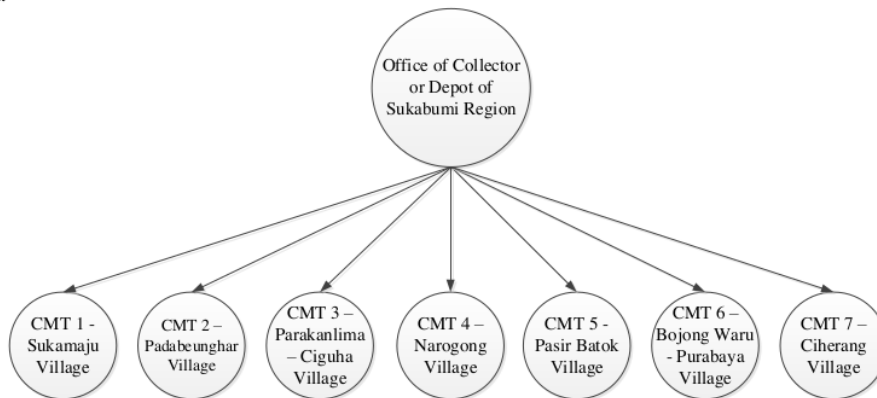 Office of Collector
or Depot of
Sukabumi Region
CMT 1 -
Sukamaju
Village
CMT 2 –
Padabeunghar
Village
CMT 3 –
Parakanlima
– Ciguha
Village
CMT 4 –
Narogong
Village
CMT 5 -
Pasir Batok
Village
CMT 6 –
Bojong Waru
- Purabaya
Village
CMT 7 –
Ciherang
Village